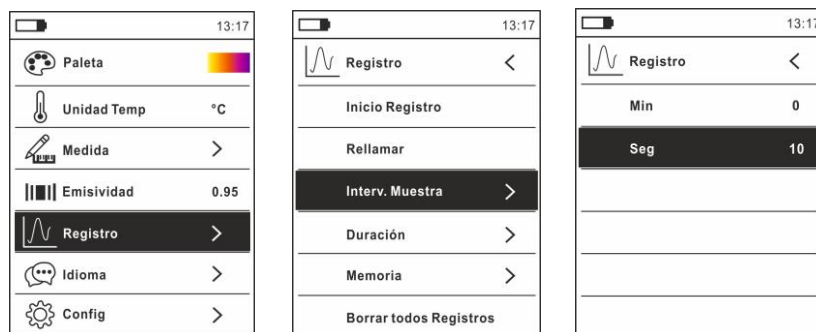 13:17
Paleta
Unidad Temp °C
Medida >
Emisividad 0.95
Registro >
Idioma >
Config >
13:17
Registro <
Inicio Registro
Rellamar
Interv. Muestra >
Duración >
Memoria >
Borrar todos Registros
13:17
Registro <
Min 0
Seg 10